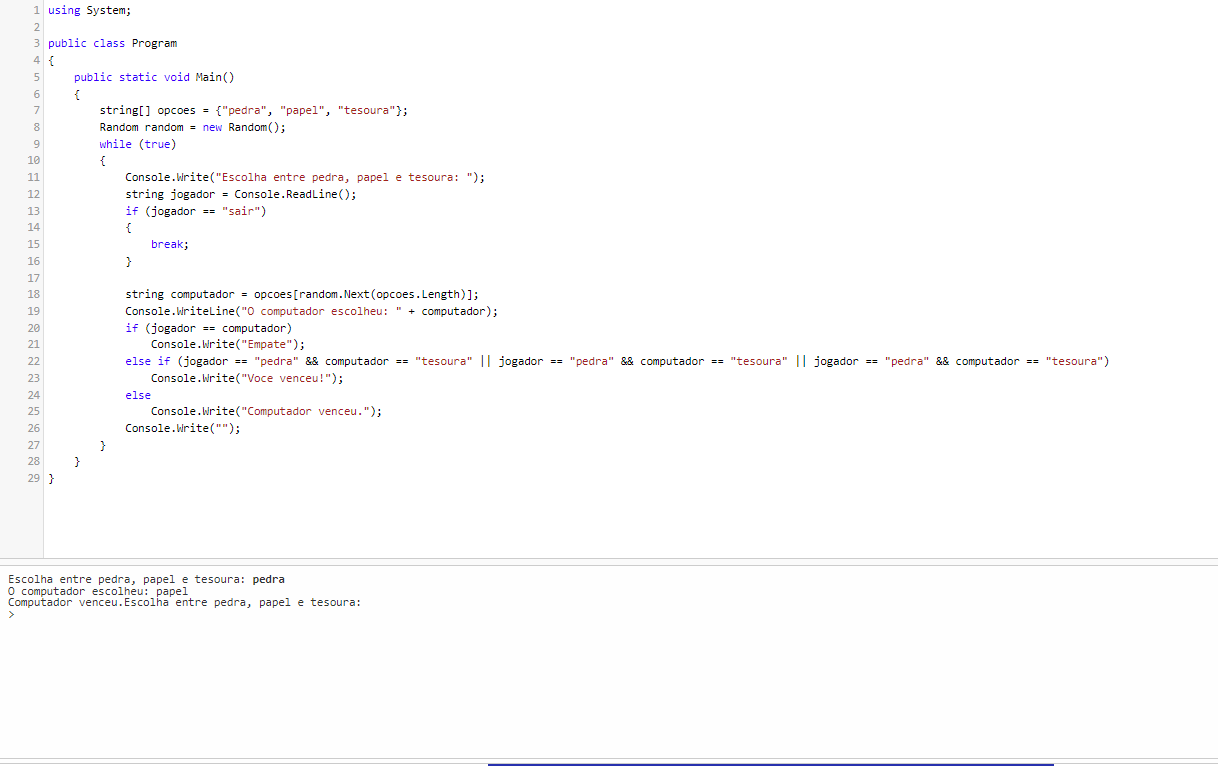 1 using System;
2
3 public class Program
4 {
5     public static void Main()
6     {
7         string[] opcoes = {"pedra", "papel", "tesoura"};
8         Random random = new Random();
9         while (true)
10         {
11             Console.Write("Escolha entre pedra, papel e tesoura: ");
12             string jogador = Console.ReadLine();
13             if (jogador == "sair")
14             {
15                 break;
16             }
17
18             string computador = opcoes[random.Next(opcoes.Length)];
19             Console.WriteLine("O computador escolheu: " + computador);
20             if (jogador == computador)
21                 Console.Write("Empate");
22             else if (jogador == "pedra" && computador == "tesoura" || jogador == "pedra" && computador == "tesoura" || jogador == "pedra" && computador == "tesoura")
23                 Console.Write("Voce venceu!");
24             else
25                 Console.Write("Computador venceu.");
26             Console.Write("");
27         }
28     }
29 }
Escolha entre pedra, papel e tesoura: pedra
O computador escolheu: papel
Computador venceu.Escolha entre pedra, papel e tesoura:
>